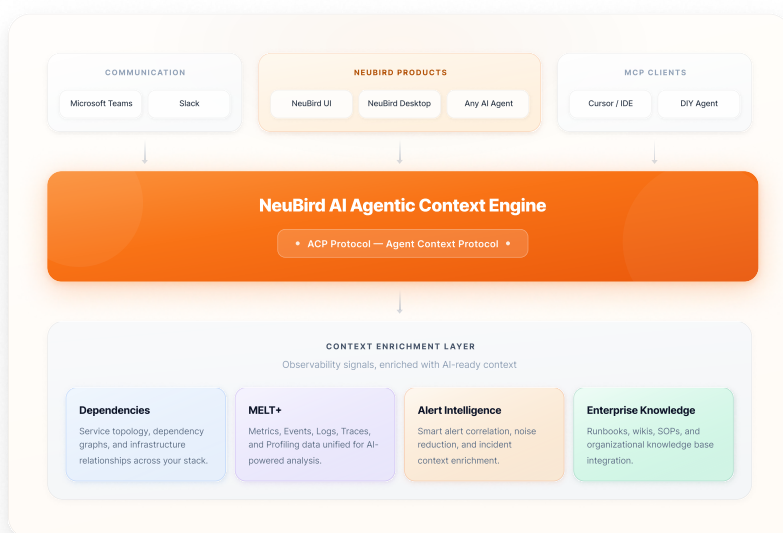 COMMUNICATION
Microsoft Teams
Slack
NEUBIRD PRODUCTS
NeuBird UI
NeuBird Desktop
Any AI Agent
MCP CLIENTS
Cursor / IDE
DIY Agent
NeuBird AI Agentic Context Engine
• ACP Protocol — Agent Context Protocol •
CONTEXT ENRICHMENT LAYER
Observability signals, enriched with AI-ready context
Dependencies
Service topology, dependency
graphs, and infrastructure
relationships across your stack.
MELT+
Metrics, Events, Logs, Traces,
and Profiling data unified for AI-
powered analysis.
Alert Intelligence
Smart alert correlation, noise
reduction, and incident
context enrichment.
Enterprise Knowledge
Runbooks, wikis, SOPs, and
organizational knowledge base
integration.